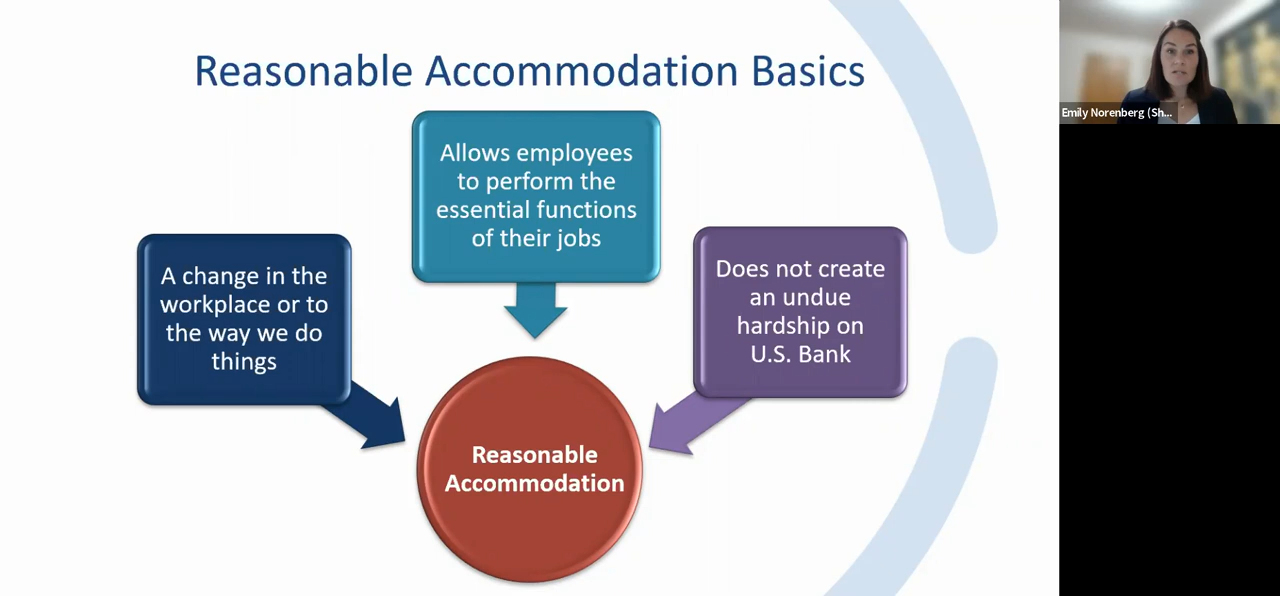 Reasonable Accommodation Basics
Allows employees
to perform the
essential functions
of their jobs
A change in the
workplace or to
the way we do
things
Does not create
an undue
hardship on
U.S. Bank
Reasonable
Accommodation
Emily Norenberg (Sh...